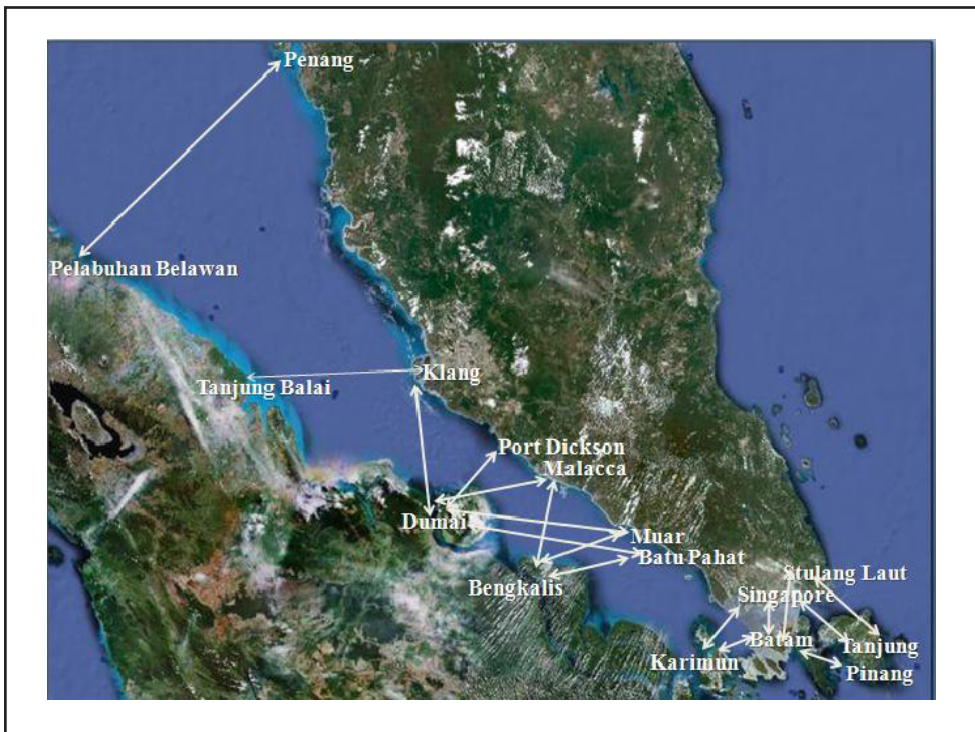 Penang
Pelabuhan Belawan
Klang
Tanjung Balai
Port Dickson
Malacca
Dumai
Muar
Batu Pahat
Bengkalis
Stulang Laut
Singapore
Batam
Tanjung
Karimun
Pinang